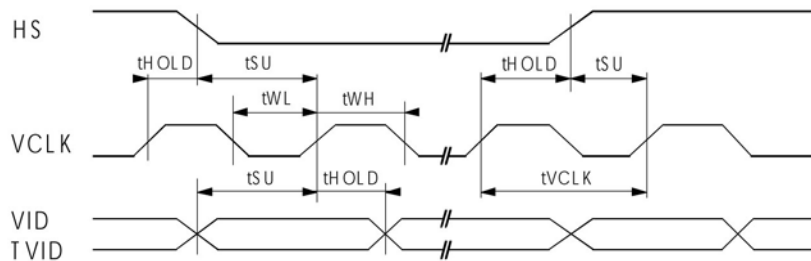 HS
tHOLD tSU tHOLD tSU
tWL tWH
VCLK
tSU tHOLD tVCLK
VID
TVID